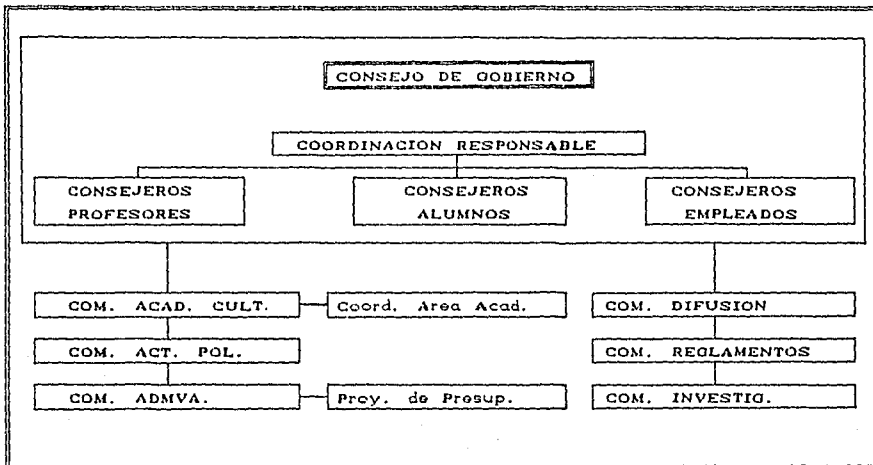 CONSEJO DE GOBIERNO
COORDINACION RESPONSABLE
CONSEJEROS PROFESORES
CONSEJEROS ALUMNOS
CONSEJEROS EMPLEADOS
COM. ACAD. CULT.
Coord. Area Acad.
COM. DIFUSION
COM. ACT. POL.
COM. REGLAMENTOS
COM. ADMVA.
Proy. de Presup.
COM. INVESTIG.